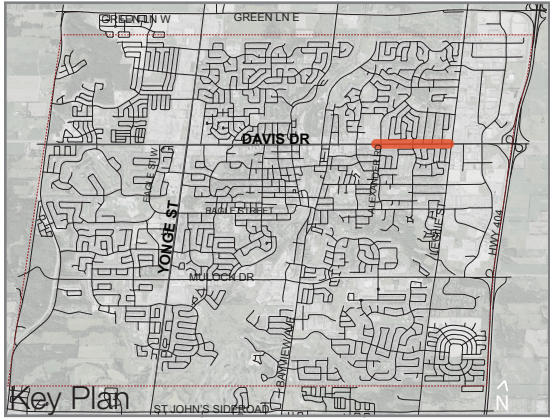 GREEN LN W
GREEN LN E
DAVIS DR
EAGLE ST W
ALEXANDER RD
EAGLE STREET
YONGE ST
LESLIE ST
HWY 404
MULOCK DR
BAYVIEW AVE
Key Plan
ST JOHN'S SIDEROAD
N